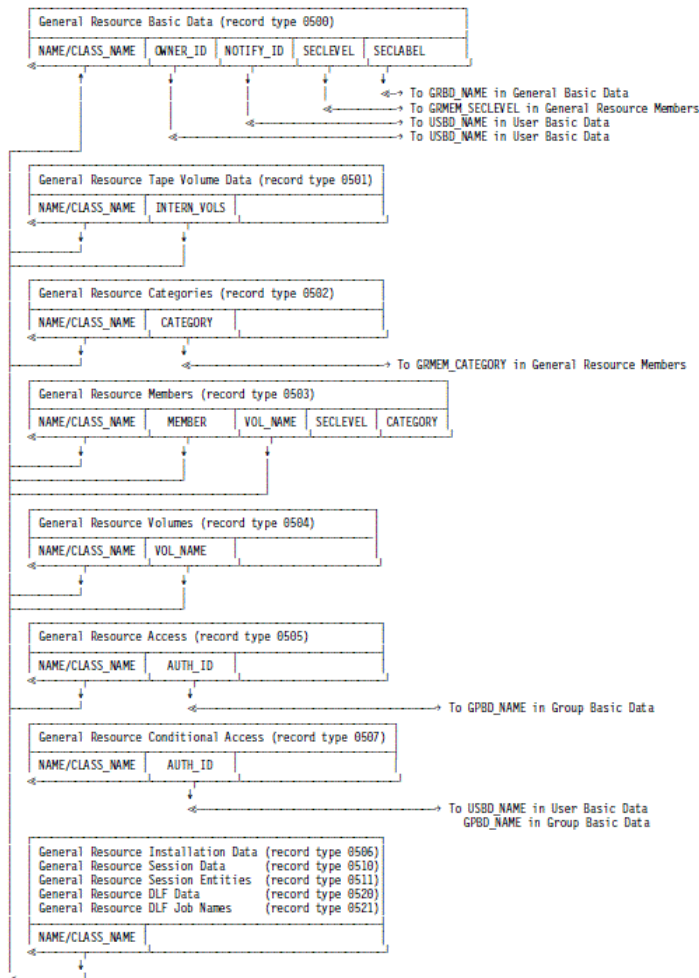 General Resource Basic Data (record type 0500)
NAME/CLASS_NAME OWNER_ID NOTIFY_ID SECLEVEL SECLABEL
To GRBD_NAME in General Basic Data
To GRMEM_SECLEVEL in General Resource Members
To USBD_NAME in User Basic Data
To USBD_NAME in User Basic Data
General Resource Tape Volume Data (record type 0501)
NAME/CLASS_NAME INTERN_VOLS
General Resource Categories (record type 0502)
NAME/CLASS_NAME CATEGORY
To GRMEM_CATEGORY in General Resource Members
General Resource Members (record type 0503)
NAME/CLASS_NAME MEMBER VOL_NAME SECLEVEL CATEGORY
General Resource Volumes (record type 0504)
NAME/CLASS_NAME VOL_NAME
General Resource Access (record type 0505)
NAME/CLASS_NAME AUTH_ID
To GPBD_NAME in Group Basic Data
General Resource Conditional Access (record type 0507)
NAME/CLASS_NAME AUTH_ID
To USBD_NAME in User Basic Data
GPBD_NAME in Group Basic Data
General Resource Installation Data (record type 0506)
General Resource Session Data (record type 0510)
General Resource Session Entities (record type 0511)
General Resource DLF Data (record type 0520)
General Resource DLF Job Names (record type 0521)
NAME/CLASS_NAME